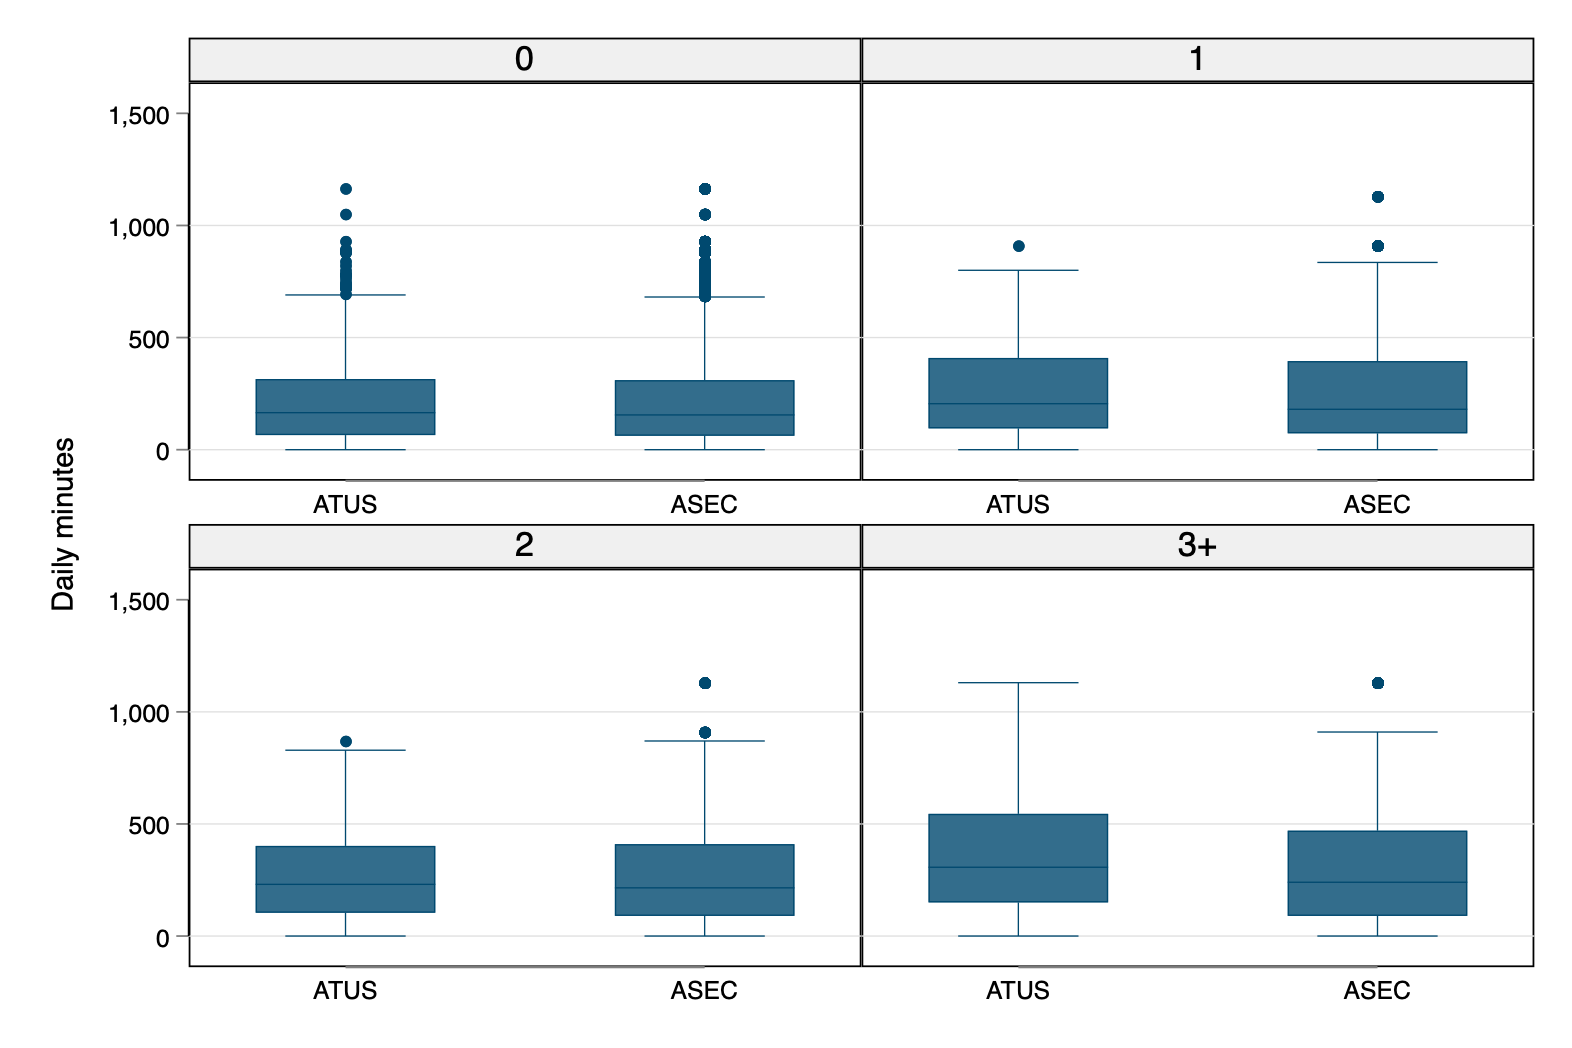 Daily minutes
0
1
1,500
1,000
500
0
ATUS
ASEC
ATUS
ASEC
2
3+
1,500
1,000
500
0
ATUS
ASEC
ATUS
ASEC